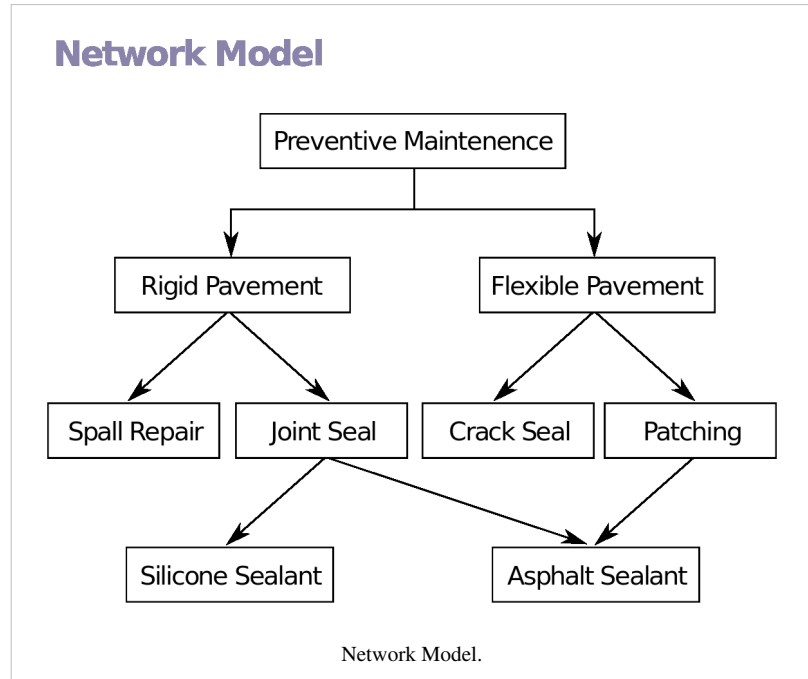 Network Model
Preventive Maintenence
Rigid Pavement
Flexible Pavement
Spall Repair
Joint Seal
Crack Seal
Patching
Silicone Sealant
Asphalt Sealant
Network Model.